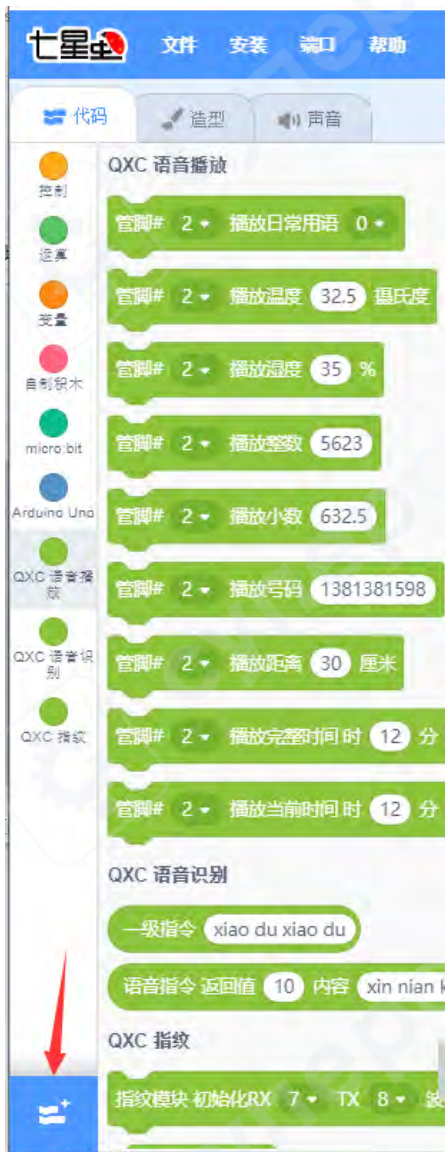 七星虫 文件 安装 端口 帮助
代码 造型 声音
控制
运算
变量
自制积木
micro:bit
Arduino Uno
QXC 语音播
放
QXC 语音识
别
QXC 指纹
QXC 语音播放
管脚# 2 播放日常用语 0
管脚# 2 播放温度 32.5 摄氏度
管脚# 2 播放湿度 35 %
管脚# 2 播放整数 5623
管脚# 2 播放小数 632.5
管脚# 2 播放号码 1381381598
管脚# 2 播放距离 30 厘米
管脚# 2 播放完整时间 时 12 分
管脚# 2 播放当前时间 时 12 分
QXC 语音识别
一级指令 xiao du xiao du
语音指令 返回值 10 内容 xin nian
QXC 指纹
指纹模块 初始化RX 7 TX 8